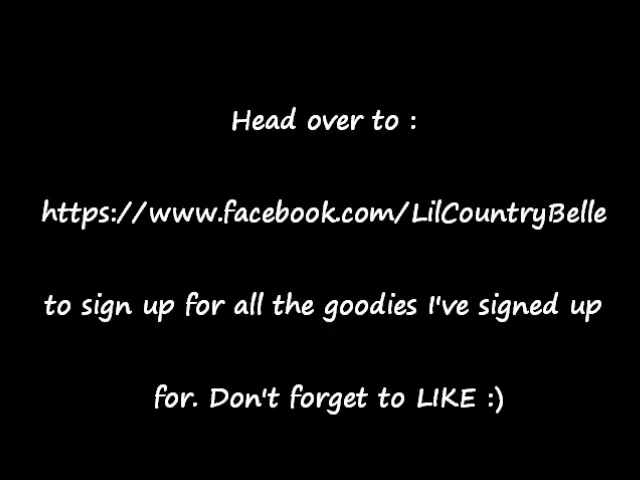 Head over to :
https://www.facebook.com/LilCountryBelle
to sign up for all the goodies I've signed up
for. Don't forget to LIKE :)